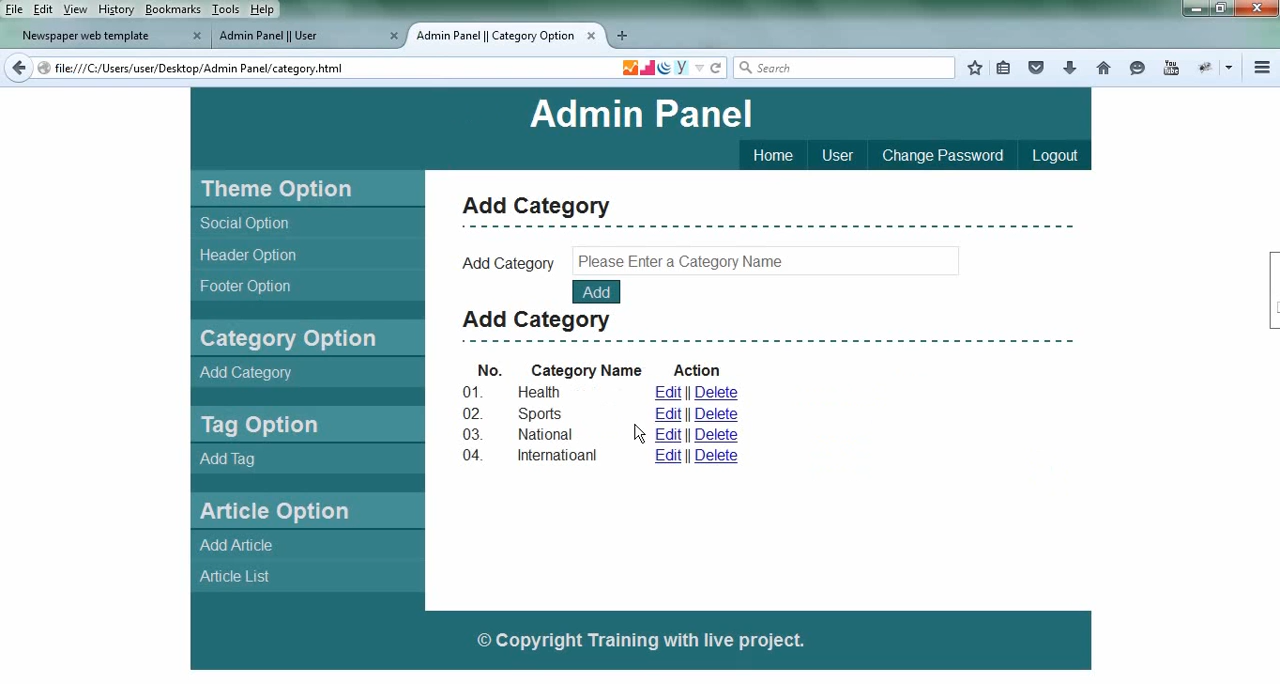 File Edit View History Bookmarks Tools Help
Newspaper web template Admin Panel || User Admin Panel || Category Option
file:///C:/Users/user/Desktop/Admin Panel/category.html Search
Admin Panel
Home User Change Password Logout
Theme Option
Social Option
Header Option
Footer Option
Category Option
Add Category
Tag Option
Add Tag
Article Option
Add Article
Article List
Add Category
Add Category Please Enter a Category Name
Add
Add Category
No. Category Name Action
01. Health Edit || Delete
02. Sports Edit || Delete
03. National Edit || Delete
04. Internatioanl Edit || Delete
© Copyright Training with live project.